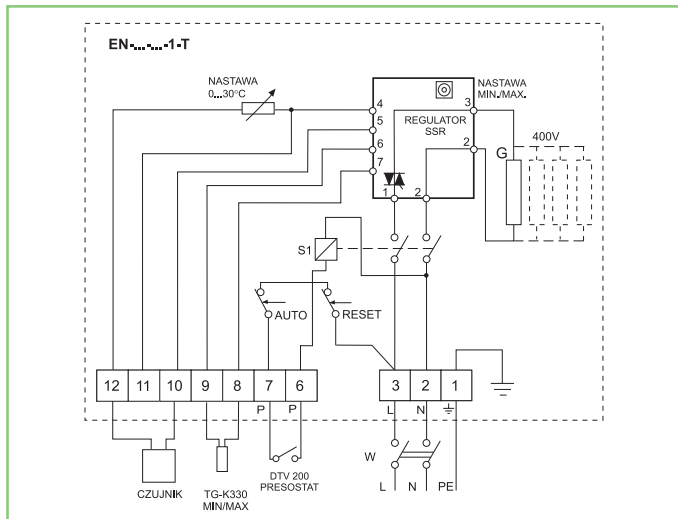 EN-...-...-1-T
NASTAWA
0...30°C
NASTAWA
MIN./MAX.
4
3
5
REGULATOR
SSR
400V
6
2
G
7
1
2
S1
AUTO
RESET
12
11
10
9
8
7
6
3
2
1
P
P
L
N
W
CZUJNIK
TG-K330
MIN/MAX
DTV 200
PRESOSTAT
L
N
PE